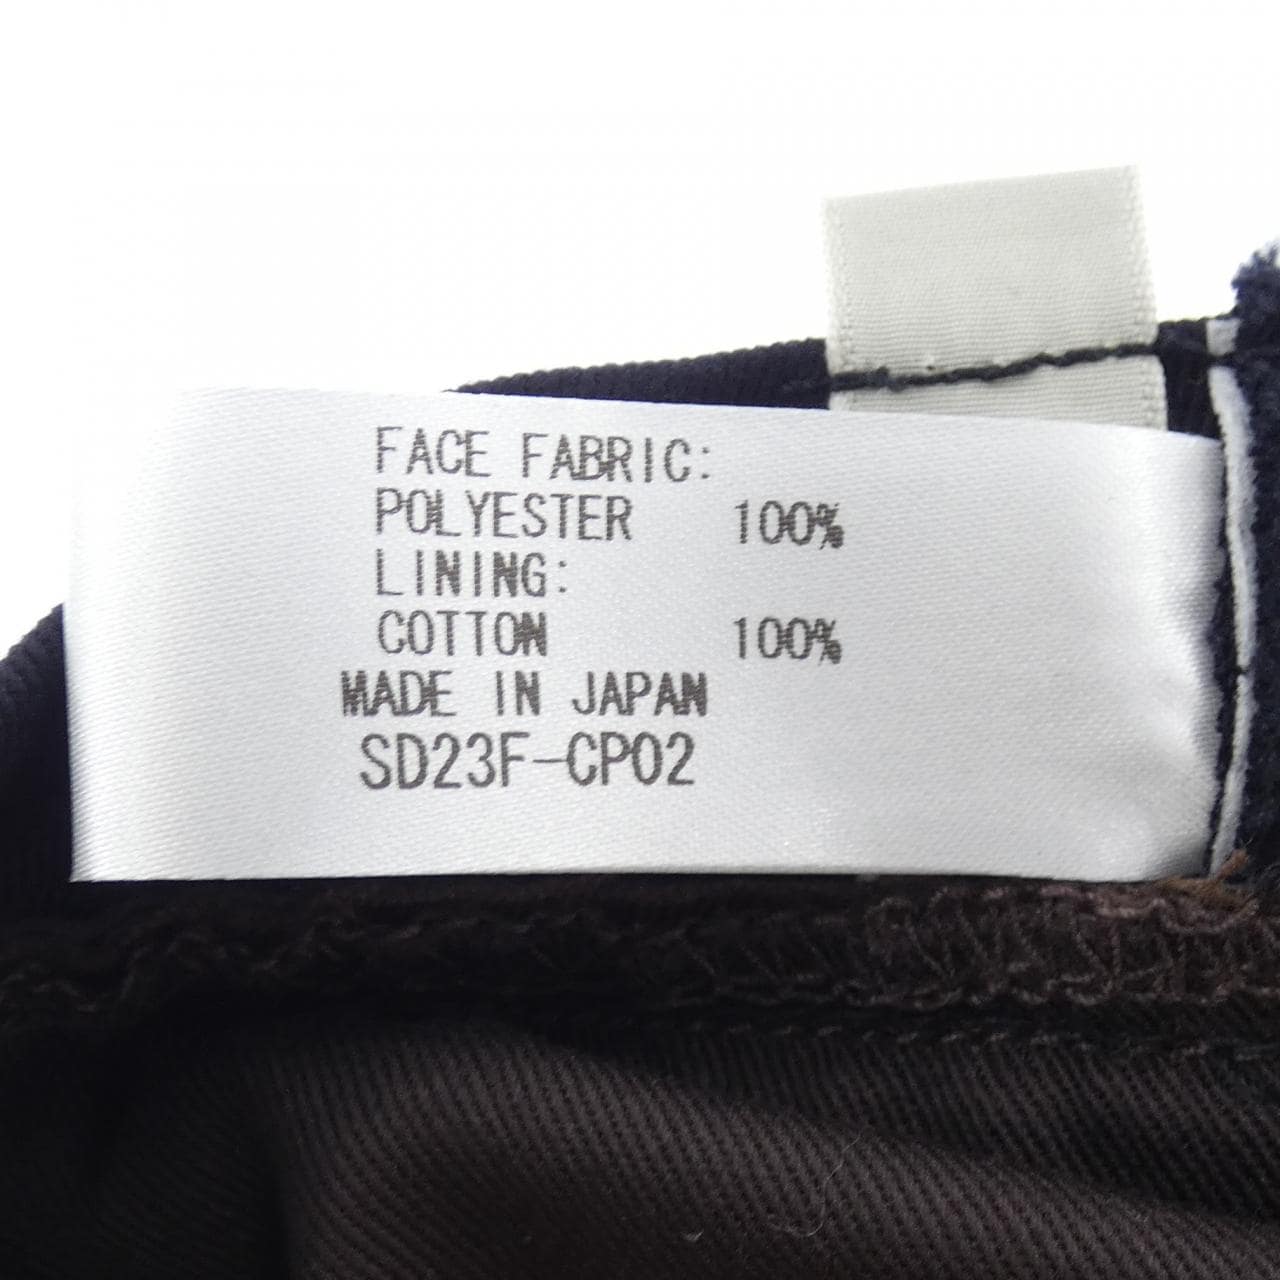 FACE FABRIC:
POLYESTER 100%
LINING:
COTTON 100%
MADE IN JAPAN
SD23F-CP02